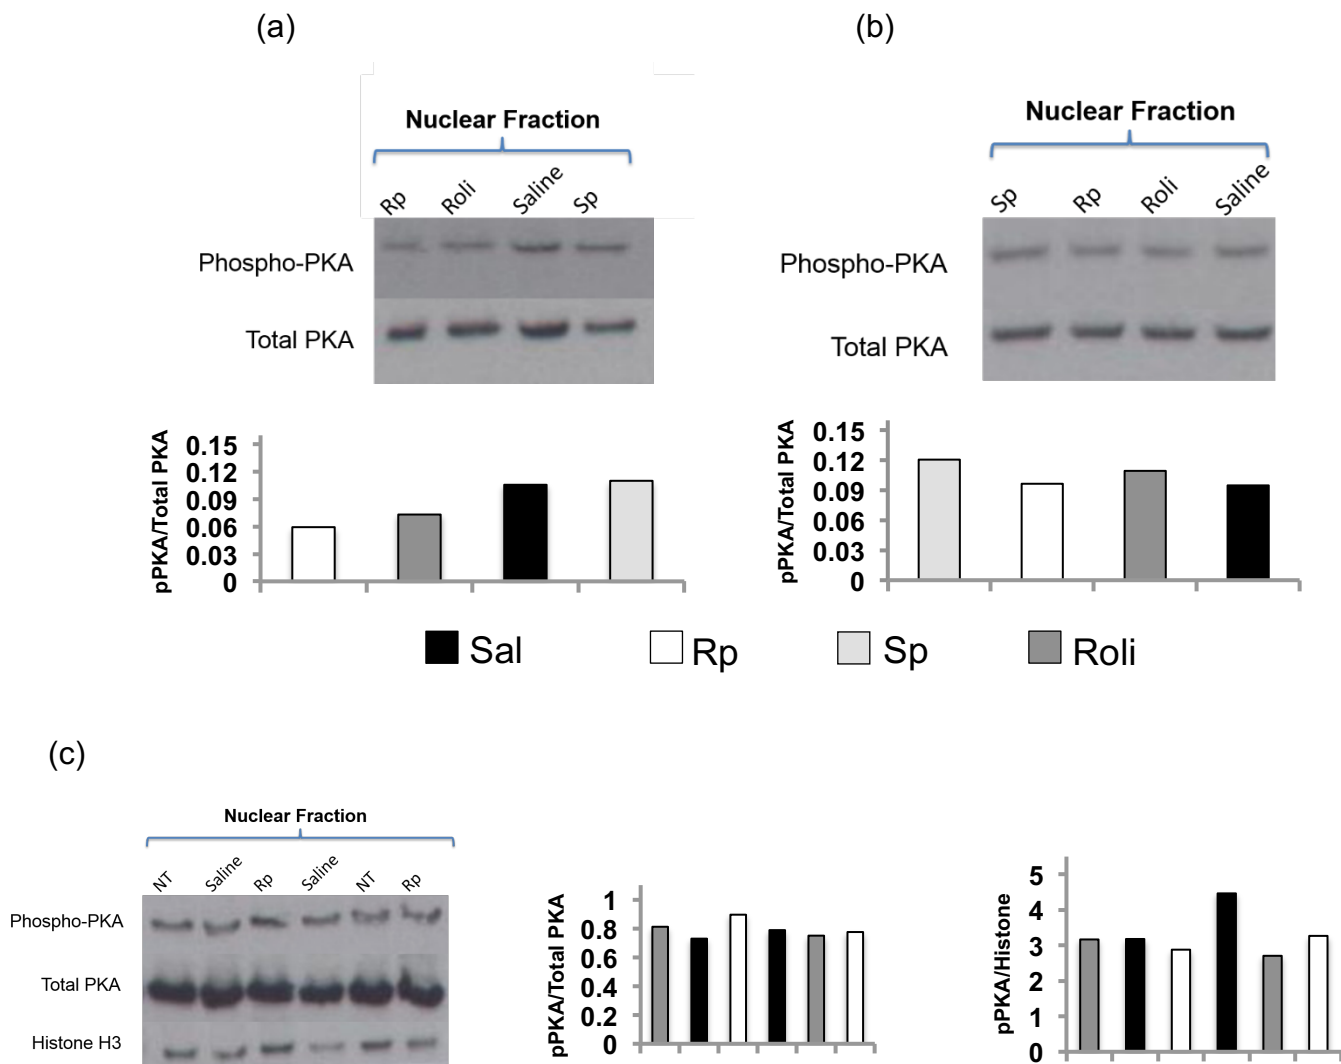 (a)
(b)
Nuclear Fraction
Rp Roli Saline Sp
Phospho-PKA
Total PKA
Nuclear Fraction
Sp Rp Roli Saline
Phospho-PKA
Total PKA
pPKA/Total PKA
0.15
0.12
0.09
0.06
0.03
0
pPKA/Total PKA
0.15
0.12
0.09
0.06
0.03
0
Sal Rp Sp Roli
(c)
Nuclear Fraction
NT Saline Rp Saline NT Rp
Phospho-PKA
Total PKA
Histone H3
pPKA/Total PKA
1
0.8
0.6
0.4
0.2
0
pPKA/Histone
5
4
3
2
1
0